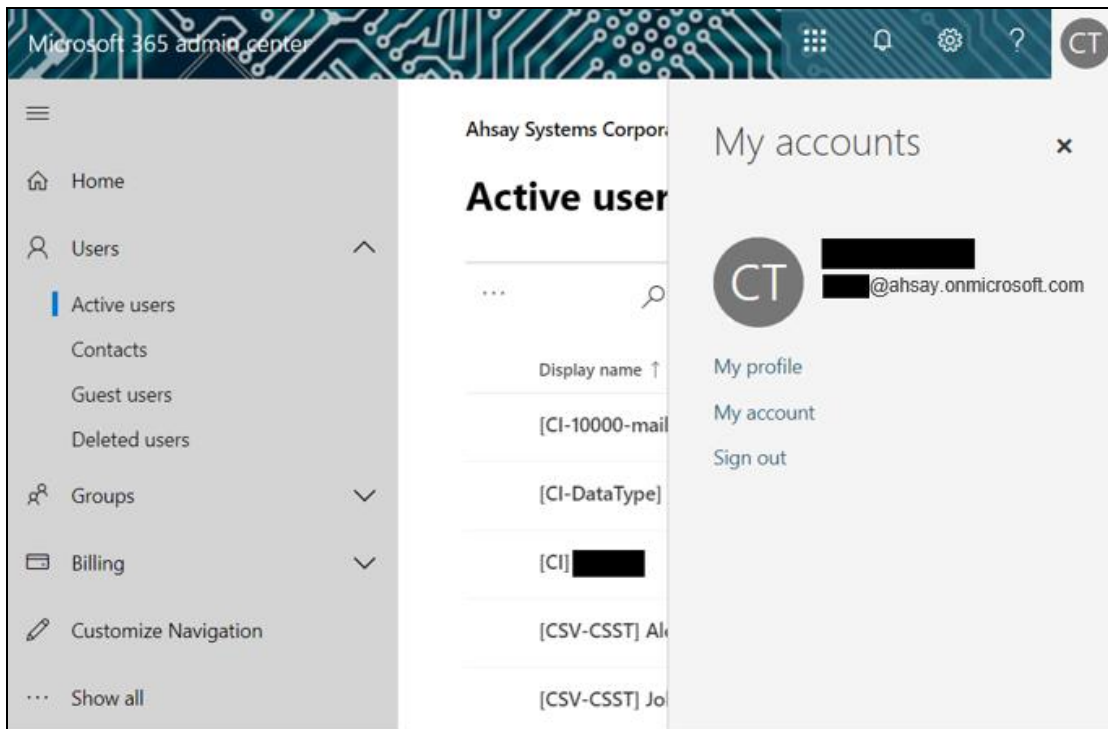 Microsoft 365 admin center
?
CT
Home
Users
Active users
Contacts
Guest users
Deleted users
Groups
Billing
Customize Navigation
... Show all
Ahsay Systems Corpora
Active user
...
Display name ↑
[CI-10000-mail
[CI-DataType]
[CI]
[CSV-CSST] Ale
[CSV-CSST] Jo
My accounts
×
CT
@ahsay.onmicrosoft.com
My profile
My account
Sign out